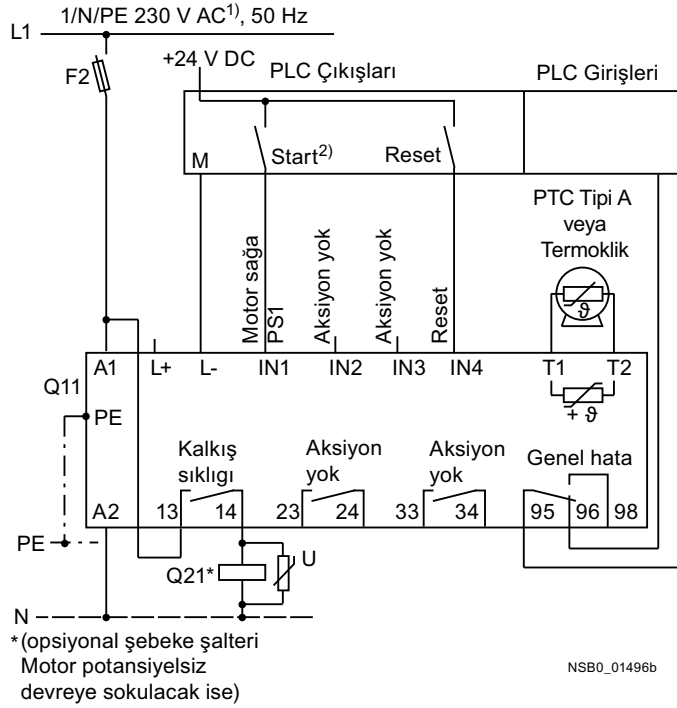 1/N/PE 230 V AC1), 50 Hz
L1
F2
+24 V DC
PLC Çıkışları
PLC Girişleri
M
Start2)
Reset
PTC Tipi A
veya
Termoklik
ϑ
Motor sağa
PS1
Aksiyon yok
Aksiyon yok
Reset
A1
L+
L-
IN1
IN2
IN3
IN4
T1
T2
Q11
PE
+ ϑ
Kalkış
sıklıgı
Aksiyon
yok
Aksiyon
yok
Genel hata
A2
13
14
23
24
33
34
95
96
98
PE
Q21*
U
N
*(opsiyonal şebeke şalteri
Motor potansiyelsiz
devreye sokulacak ise)
NSB0_01496b